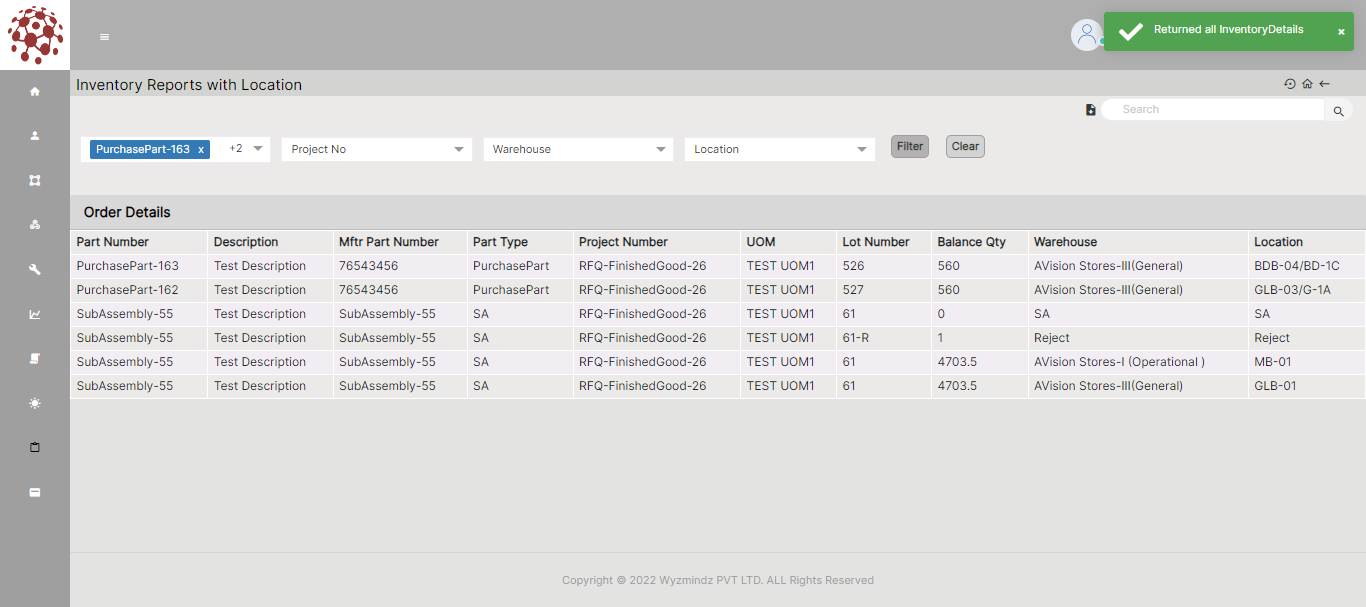 Returned all InventoryDetails ×
Inventory Reports with Location
Search
PurchasePart-163 x +2 Project No Warehouse Location Filter Clear
Order Details
Part Number Description Mftr Part Number Part Type Project Number UOM Lot Number Balance Qty Warehouse Location
PurchasePart-163 Test Description 76543456 PurchasePart RFQ-FinishedGood-26 TEST UOM1 526 560 AVision Stores-III(General) BDB-04/BD-1C
PurchasePart-162 Test Description 76543456 PurchasePart RFQ-FinishedGood-26 TEST UOM1 527 560 AVision Stores-III(General) GLB-03/G-1A
SubAssembly-55 Test Description SubAssembly-55 SA RFQ-FinishedGood-26 TEST UOM1 61 0 SA SA
SubAssembly-55 Test Description SubAssembly-55 SA RFQ-FinishedGood-26 TEST UOM1 61-R 1 Reject Reject
SubAssembly-55 Test Description SubAssembly-55 SA RFQ-FinishedGood-26 TEST UOM1 61 4703.5 AVision Stores-I (Operational ) MB-01
SubAssembly-55 Test Description SubAssembly-55 SA RFQ-FinishedGood-26 TEST UOM1 61 4703.5 AVision Stores-III(General) GLB-01
Copyright © 2022 Wyzmindz PVT LTD. ALL Rights Reserved